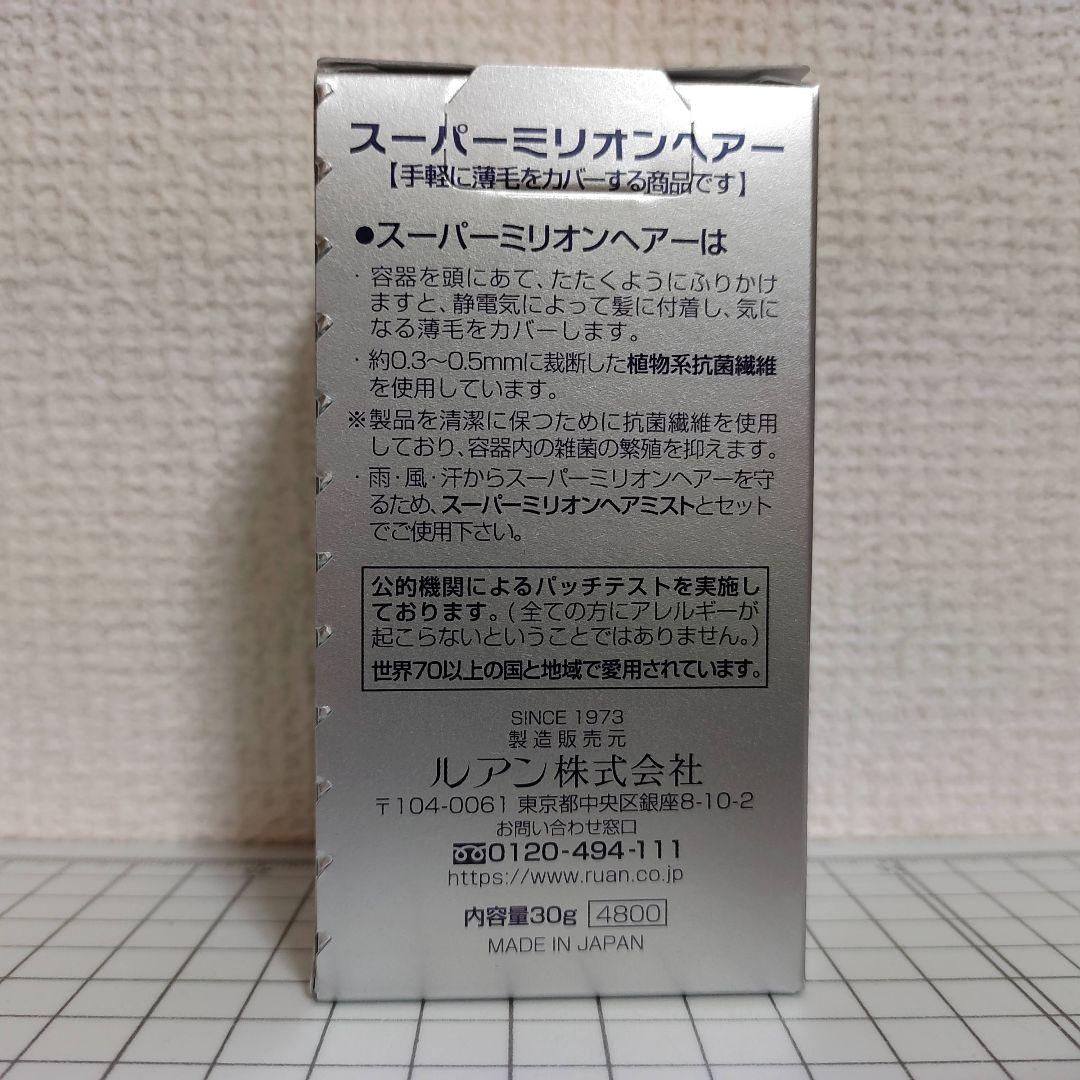 スーパーミリオンヘアー
【手軽に薄毛をカバーする商品です】
●スーパーミリオンヘアーは
・容器を頭にあて、たたくようにふりかけ
ますと、静電気によって髪に付着し、気に
なる薄毛をカバーします。
・約0.3〜0.5mmに裁断した植物系抗菌繊維
を使用しています。
※製品を清潔に保つために抗菌繊維を使用
しており、容器内の雑菌の繁殖を抑えます。
・雨・風・汗からスーパーミリオンヘアーを守
るため、スーパーミリオンヘアミストとセット
でご使用下さい。
公的機関によるパッチテストを実施し
ております。(全ての方にアレルギーが
起こらないということではありません。)
世界70以上の国と地域で愛用されています。
SINCE 1973
製造販売元
ルアン株式会社
〒104-0061 東京都中央区銀座8-10-2
お問い合わせ窓口
0120-494-111
https://www.ruan.co.jp
内容量30g 4800
MADE IN JAPAN